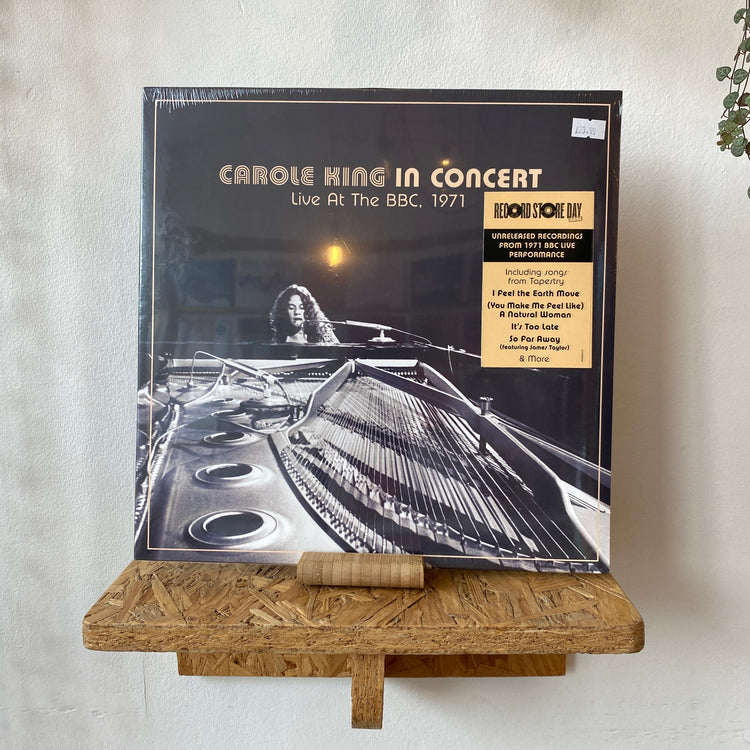 CAROLE KING IN CONCERT
Live At The BBC, 1971
RECORD STORE DAY
UNRELEASED RECORDINGS
FROM 1971 BBC LIVE
PERFORMANCE
Including songs
from Tapestry
I Feel the Earth Move
(You Make Me Feel Like)
A Natural Woman
It's Too Late
So Far Away
(featuring James Taylor)
& More